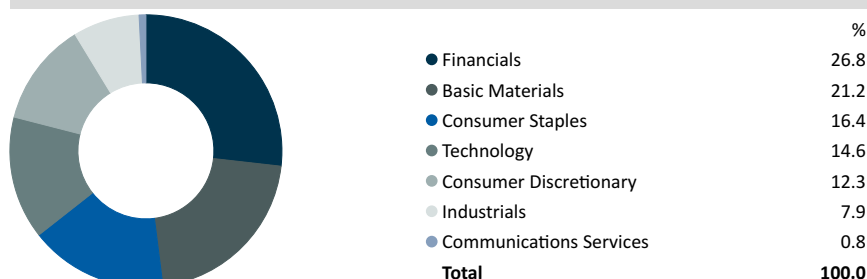 %
Financials 26.8
Basic Materials 21.2
Consumer Staples 16.4
Technology 14.6
Consumer Discretionary 12.3
Industrials 7.9
Communications Services 0.8
Total 100.0